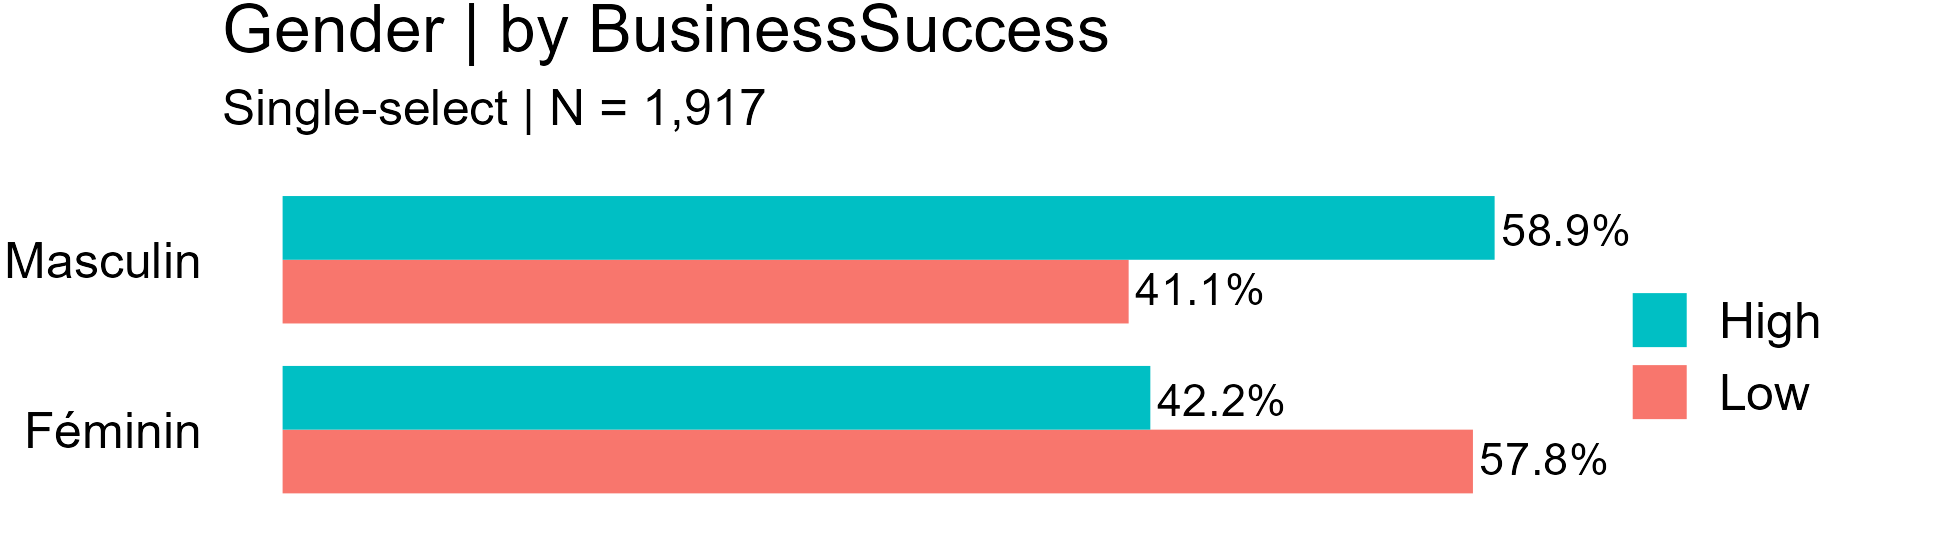 Gender | by BusinessSuccess
Single-select | N = 1,917
Masculin
58.9%
41.1%
Féminin
42.2%
57.8%
High
Low